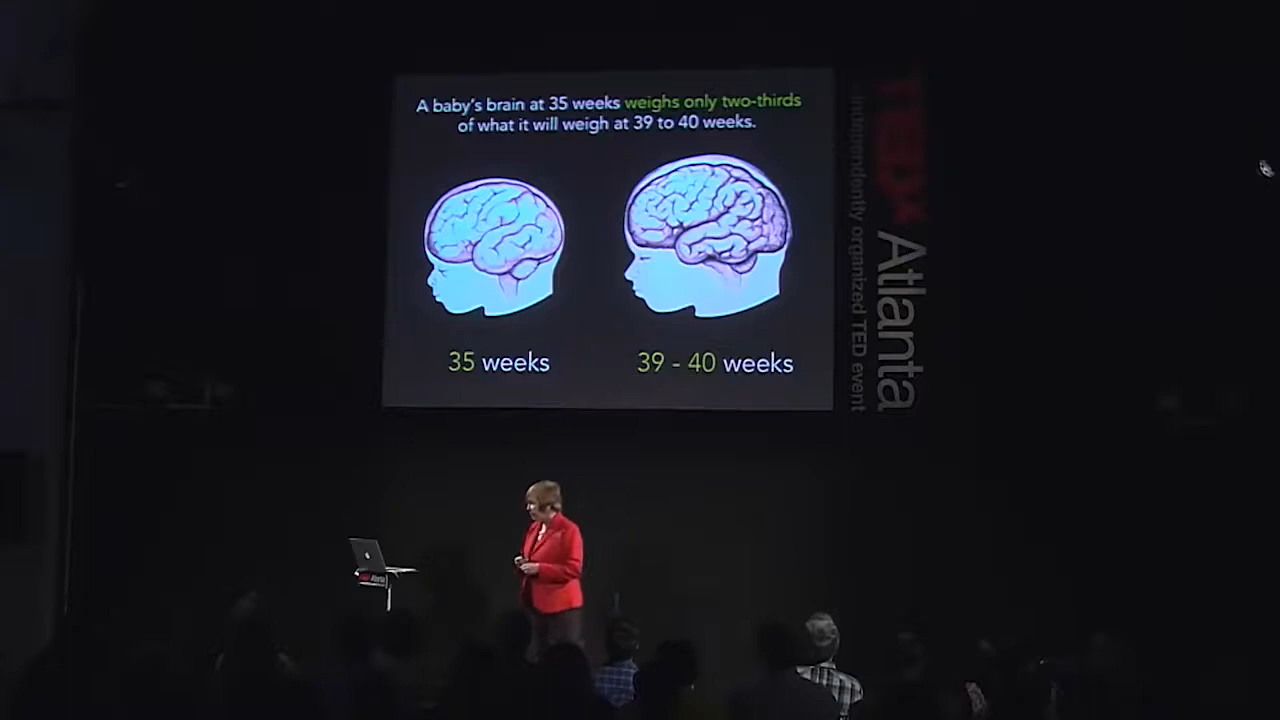 A baby's brain at 35 weeks weighs only two-thirds
of what it will weigh at 39 to 40 weeks.
35 weeks
39 - 40 weeks
TEDx Atlanta
independently organized TED event